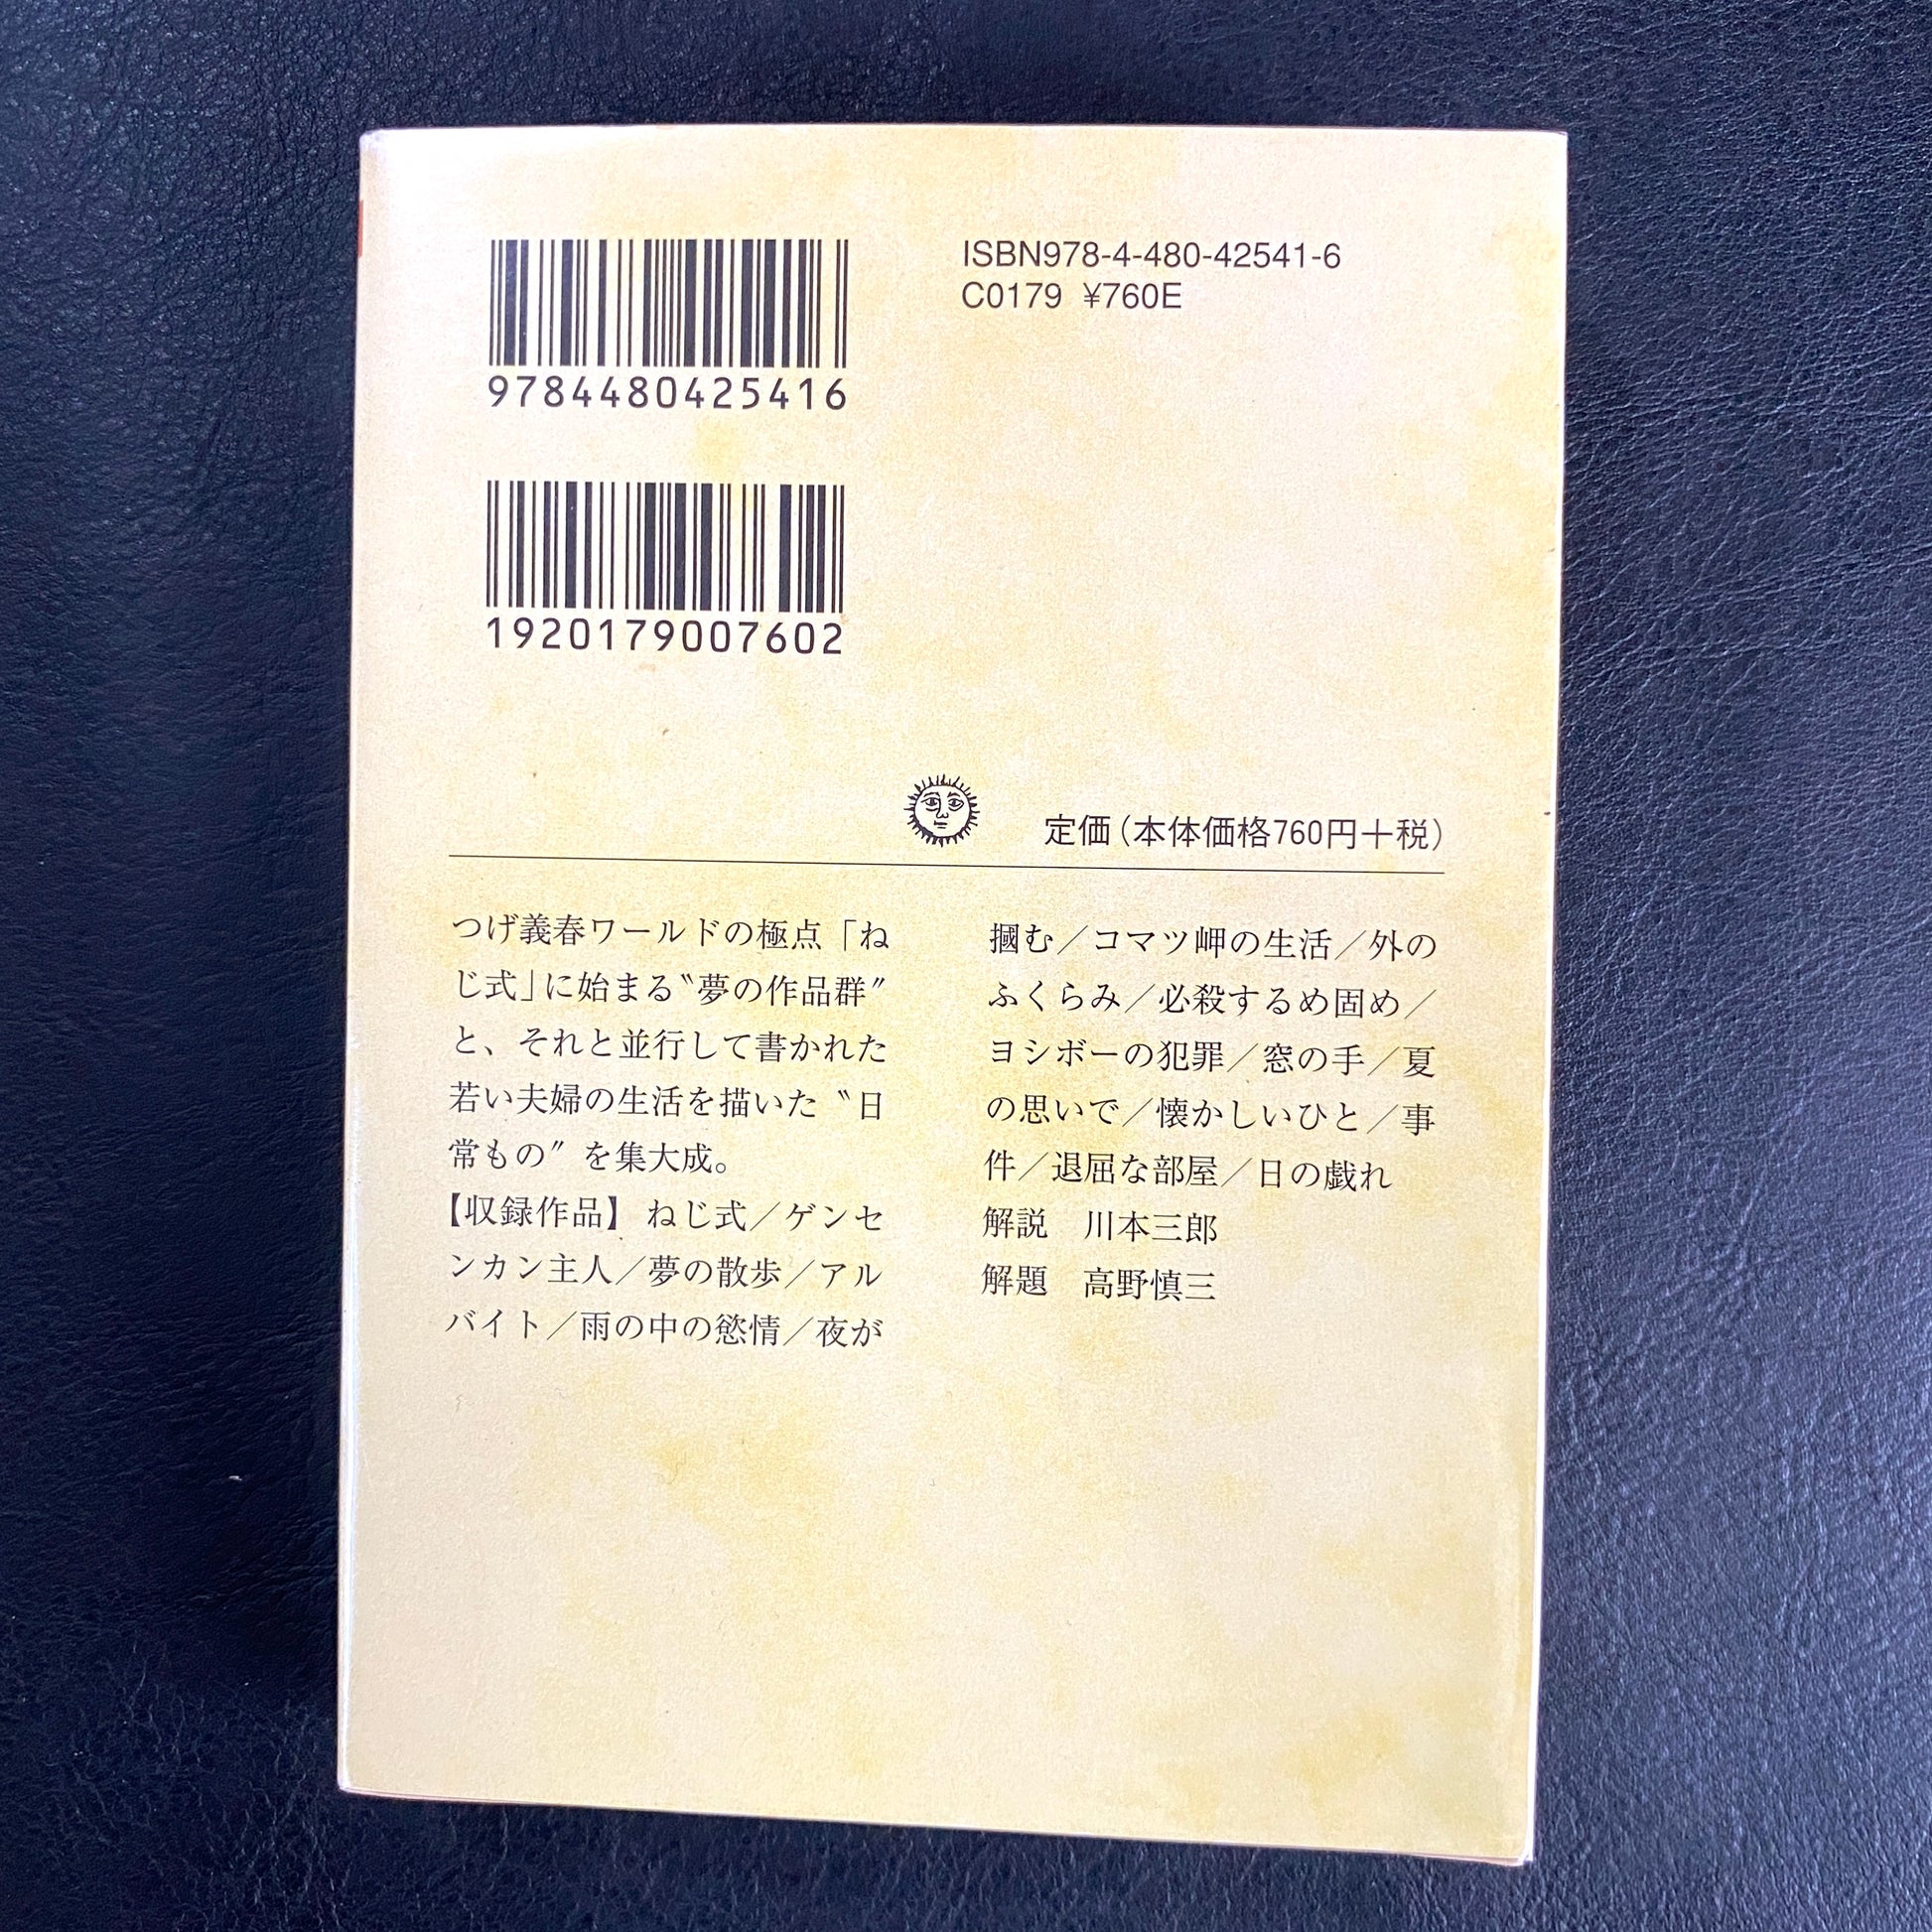 ISBN978-4-480-42541-6
C0179 ¥760E
9784480425416
1920179007602
定価(本体価格760円+税)
つげ義春ワールドの極点「ね
じ式」に始まる〝夢の作品群〟
と、それと並行して書かれた
若い夫婦の生活を描いた〝日
常もの〟を集大成。
【収録作品】 ねじ式/ゲンセ
ンカン主人/夢の散歩/アル
バイト/雨の中の慾情/夜が
摑む/コマツ岬の生活/外の
ふくらみ/必殺するめ固め/
ヨシボーの犯罪/窓の手/夏
の思いで/懐かしいひと/事
件/退屈な部屋/日の戯れ
解説 川本三郎
解題 高野慎三